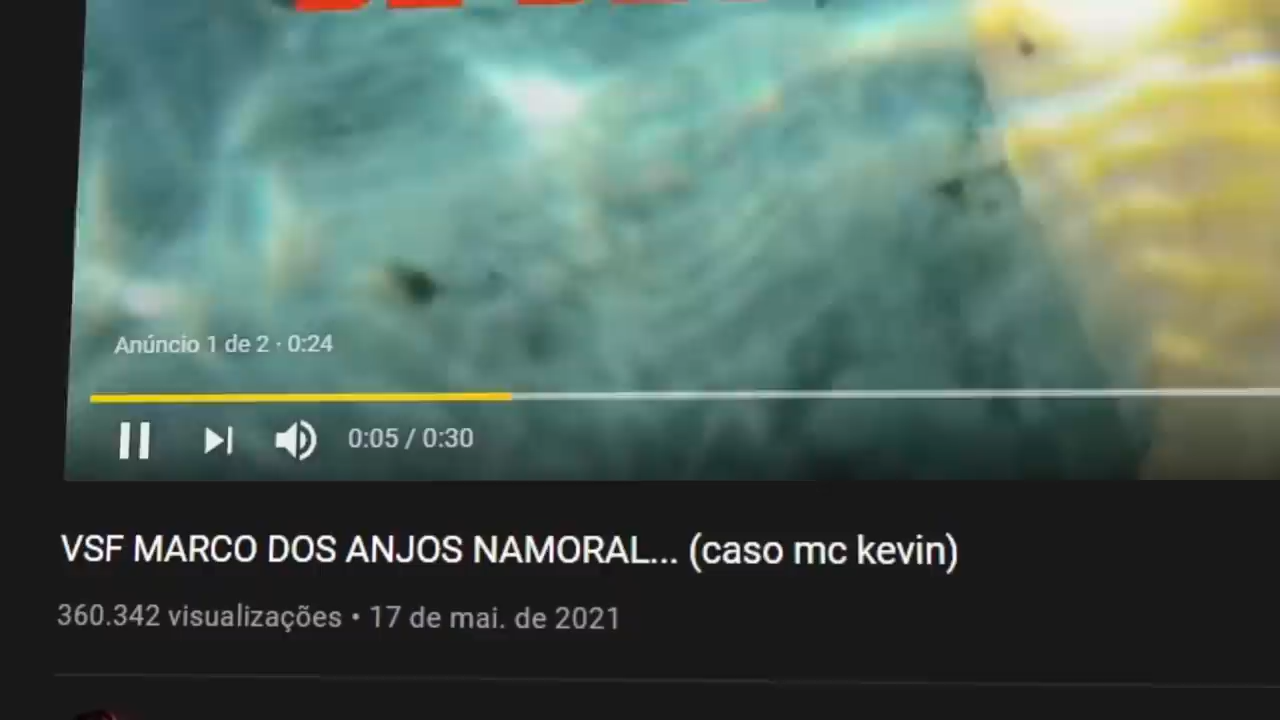 Anúncio 1 de 2 · 0:24
0:05 / 0:30
VSF MARCO DOS ANJOS NAMORAL... (caso mc kevin)
360.342 visualizações • 17 de mai. de 2021